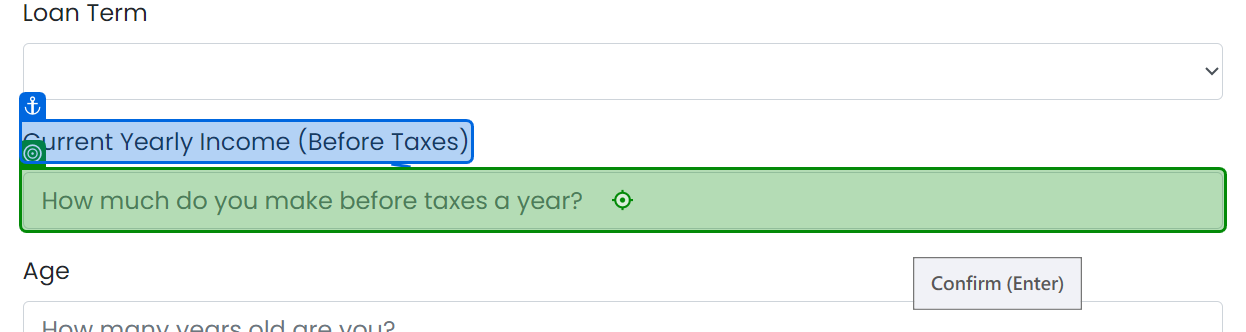 Loan Term
Current Yearly Income (Before Taxes)
How much do you make before taxes a year?
Age
Confirm (Enter)
How many years old are you?